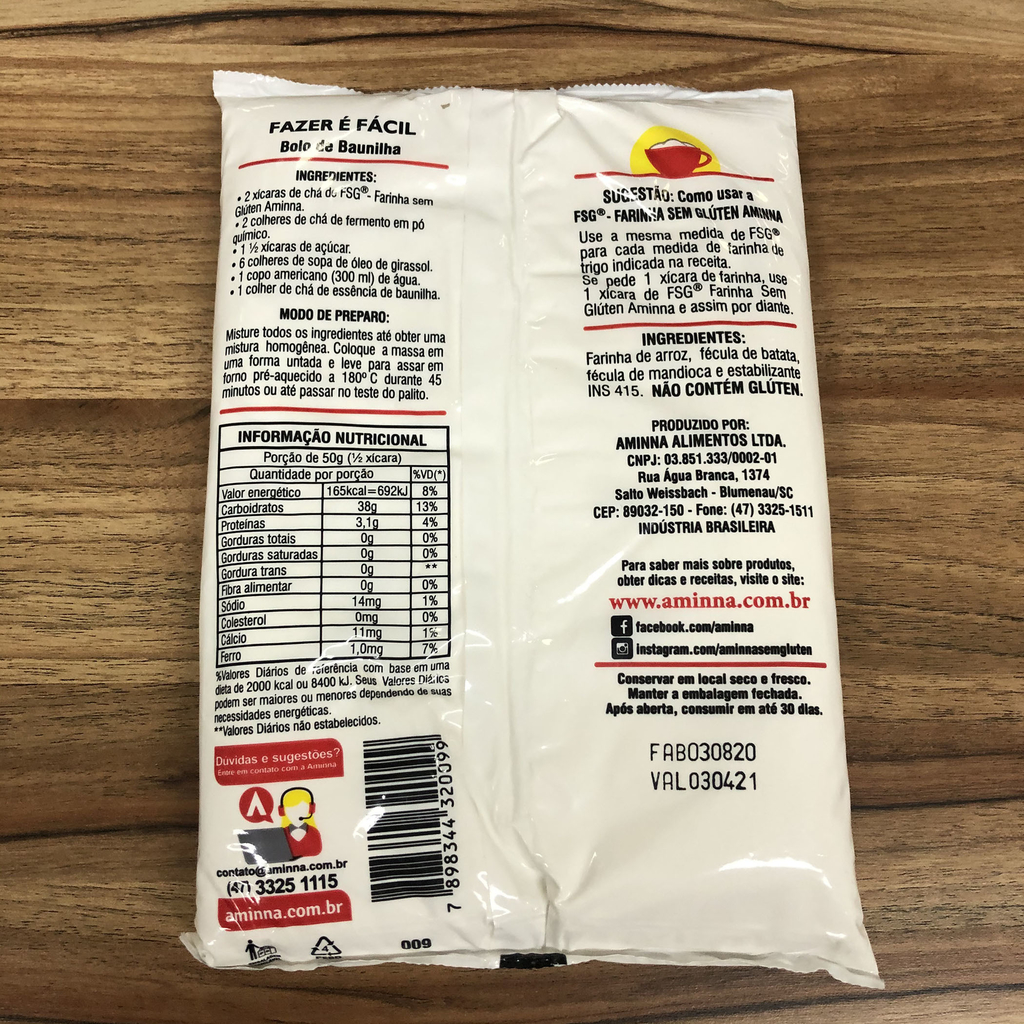 FAZER É FÁCIL
Bolo de Baunilha
INGREDIENTES:
• 2 xícaras de chá de FSG® - Farinha sem
Glúten Aminna.
• 2 colheres de chá de fermento em pó
químico.
• 1 ½ xícaras de açúcar.
• 6 colheres de sopa de óleo de girassol.
• 1 copo americano (300 ml) de água.
• 1 colher de chá de essência de baunilha.
MODO DE PREPARO:
Misture todos os ingredientes até obter uma
mistura homogênea. Coloque a massa em
uma forma untada e leve para assar em
forno pré-aquecido a 180º C durante 45
minutos ou até passar no teste do palito.
INFORMAÇÃO NUTRICIONAL
Porção de 50g (½ xícara)
Quantidade por porção %VD(*)
Valor energético 165kcal=692kJ 8%
Carboidratos 38g 13%
Proteínas 3,1g 4%
Gorduras totais 0g 0%
Gorduras saturadas 0g 0%
Gordura trans 0g **
Fibra alimentar 0g 0%
Sódio 14mg 1%
Colesterol 0mg 0%
Cálcio 11mg 1%
Ferro 1,0mg 7%
%Valores Diários de referência com base em uma
dieta de 2000 kcal ou 8400 kJ. Seus Valores Diários
podem ser maiores ou menores dependendo de suas
necessidades energéticas.
**Valores Diários não estabelecidos.
Dúvidas e sugestões?
Entre em contato com a Aminna
contato@aminna.com.br
(47) 3325 1115
aminna.com.br
7 898344 320099
4
009
SUGESTÃO: Como usar a
FSG® - FARINHA SEM GLÚTEN AMINNA
Use a mesma medida de FSG®
para cada medida de farinha de
trigo indicada na receita.
Se pede 1 xícara de farinha, use
1 xícara de FSG® Farinha Sem
Glúten Aminna e assim por diante.
INGREDIENTES:
Farinha de arroz, fécula de batata,
fécula de mandioca e estabilizante
INS 415. NÃO CONTÉM GLÚTEN.
PRODUZIDO POR:
AMINNA ALIMENTOS LTDA.
CNPJ: 03.851.333/0002-01
Rua Água Branca, 1374
Salto Weissbach - Blumenau/SC
CEP: 89032-150 - Fone: (47) 3325-1511
INDÚSTRIA BRASILEIRA
Para saber mais sobre produtos,
obter dicas e receitas, visite o site:
www.aminna.com.br
facebook.com/aminna
instagram.com/aminnasemgluten
Conservar em local seco e fresco.
Manter a embalagem fechada.
Após aberta, consumir em até 30 dias.
FAB030820
VAL030421